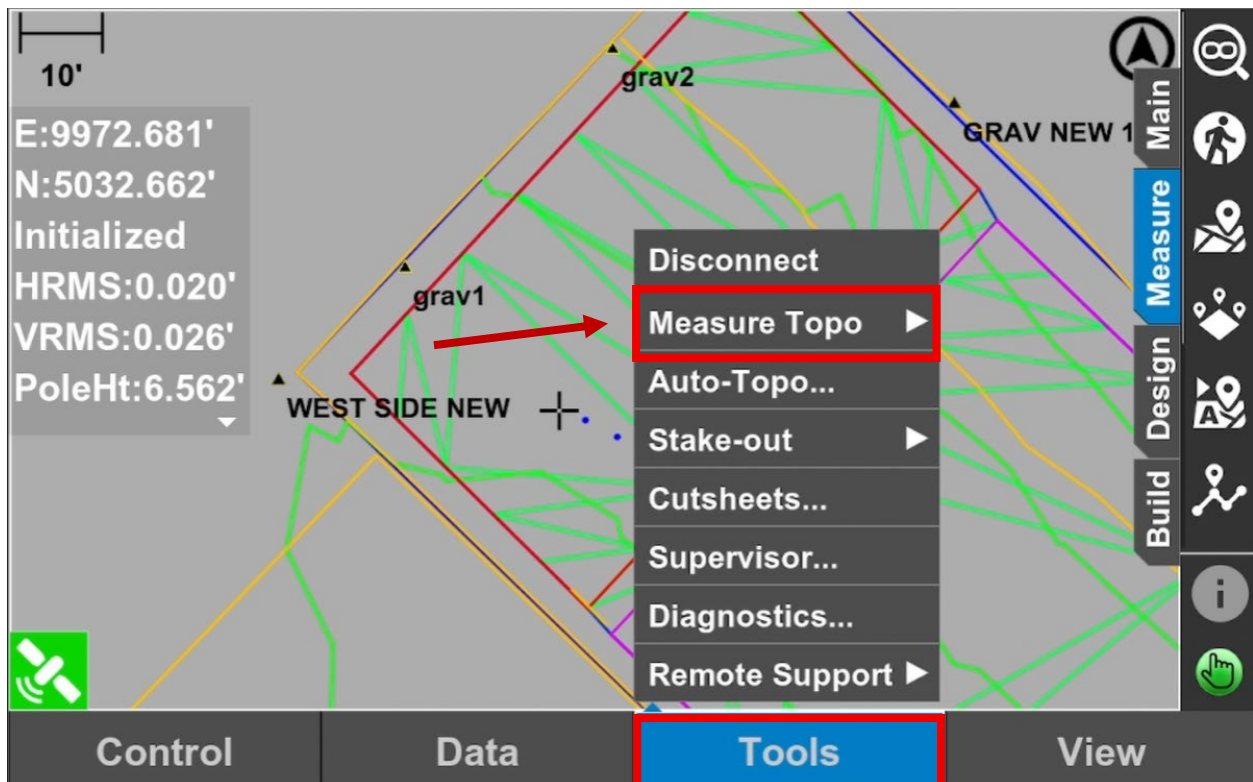 10'
E:9972.681'
N:5032.662'
Initialized
HRMS:0.020'
VRMS:0.026'
PoleHt:6.562'
grav2
GRAV NEW 1
grav1
WEST SIDE NEW
Disconnect
Measure Topo
Auto-Topo...
Stake-out
Cutsheets...
Supervisor...
Diagnostics...
Remote Support
Main
Measure
Design
Build
A
i
Control
Data
Tools
View